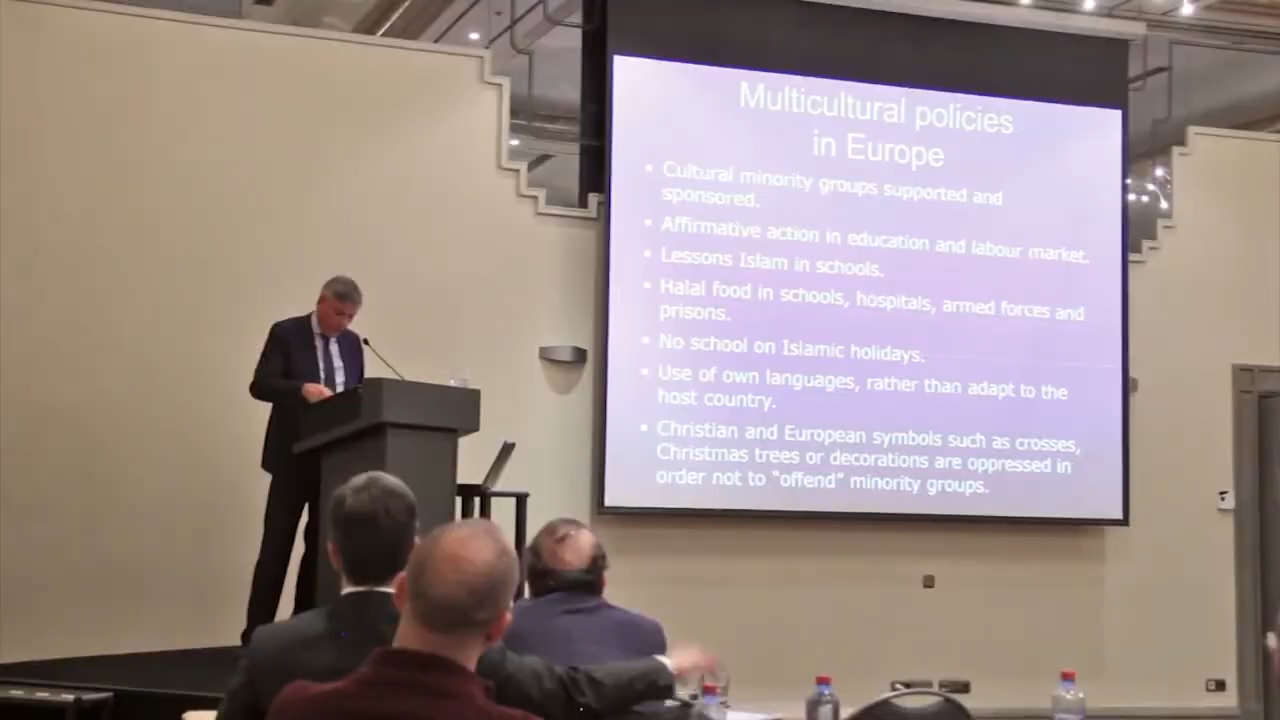 Multicultural policies
in Europe
• Cultural minority groups supported and
sponsored.
• Affirmative action in education and labour market.
• Lessons Islam in schools.
• Halal food in schools, hospitals, armed forces and
prisons.
• No school on Islamic holidays.
• Use of own languages, rather than adapt to the
host country.
• Christian and European symbols such as crosses,
Christmas trees or decorations are oppressed in
order not to “offend” minority groups.